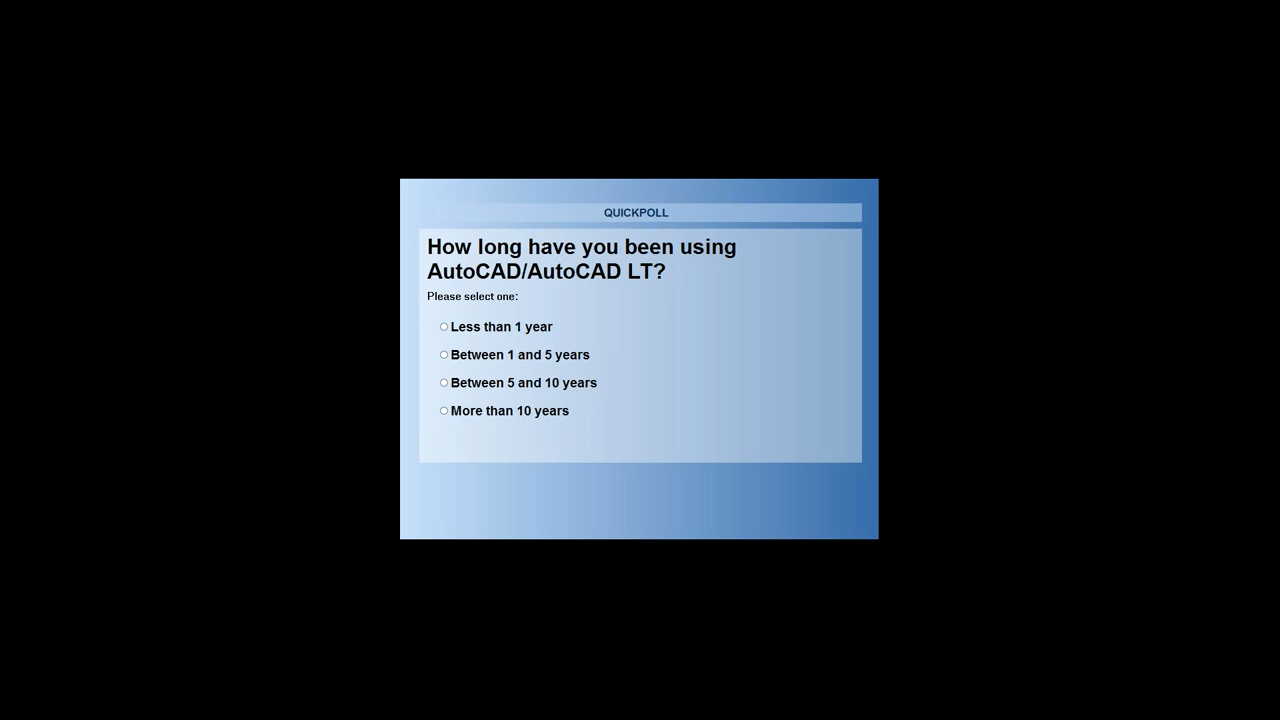 QUICKPOLL
How long have you been using
AutoCAD/AutoCAD LT?
Please select one:
Less than 1 year
Between 1 and 5 years
Between 5 and 10 years
More than 10 years